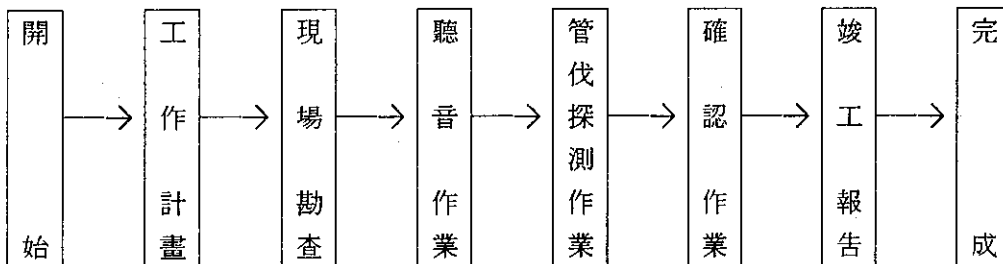 開始
工作計畫
現場勘查
聽音作業
管伐探測作業
確認作業
竣工報告
完成